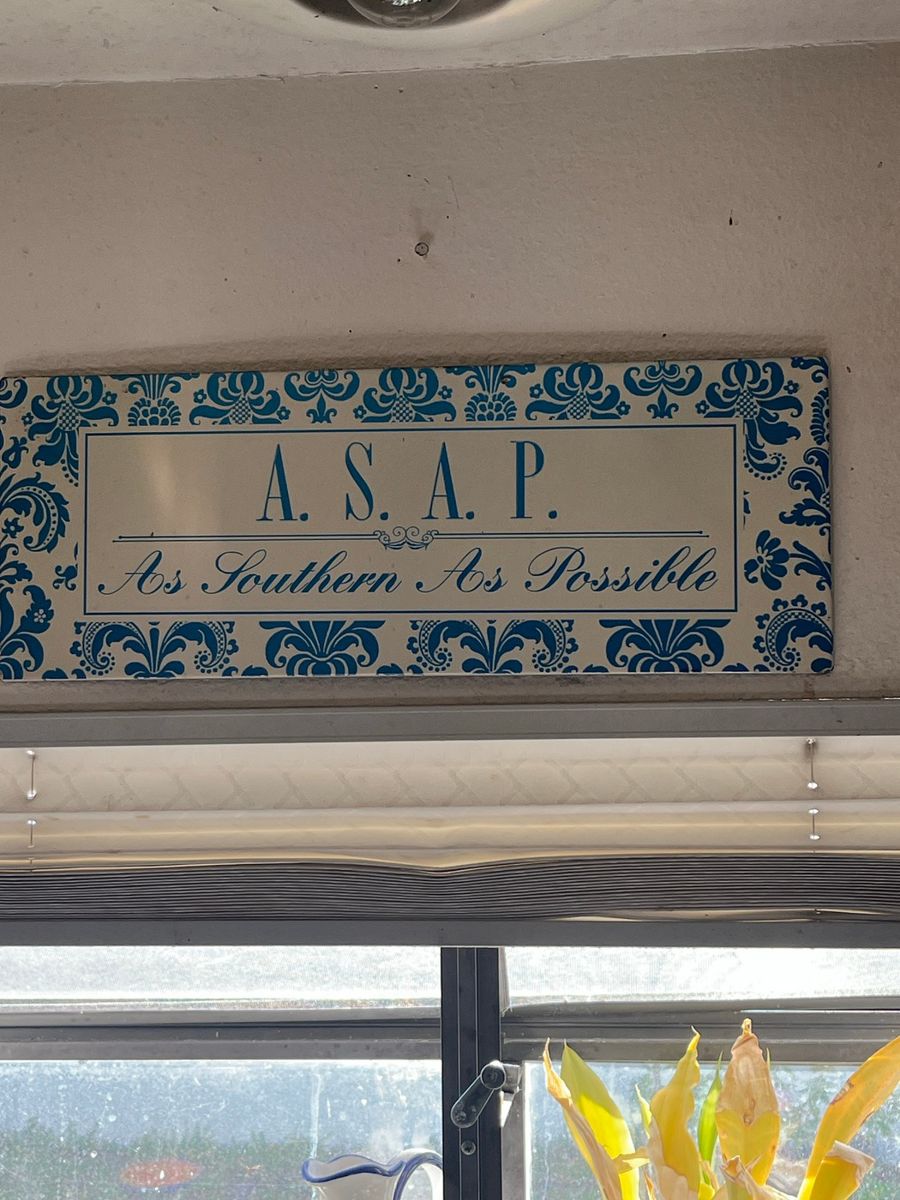 A. S. A. P.
As Southern As Possible